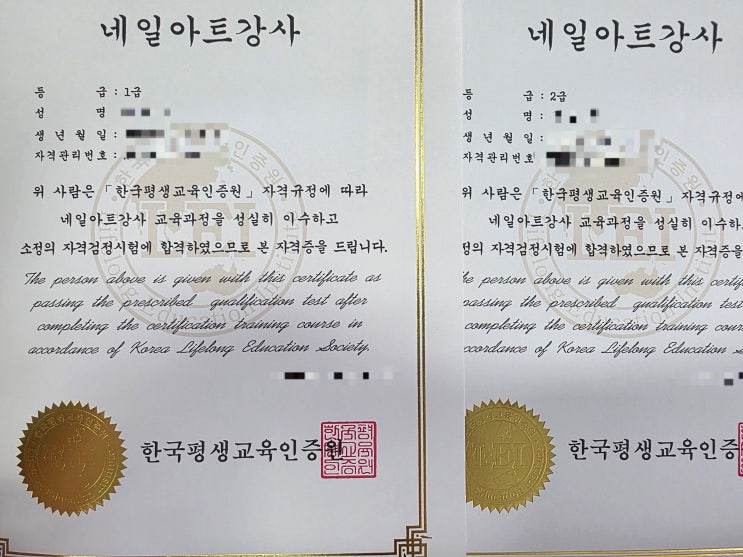 네일아트강사
등 급 : 1급
성 명
생 년 월 일 :
자격관리번호 :
위 사람은 「한국평생교육인증원」 자격규정에 따라
네일아트강사 교육과정을 성실히 이수하고
소정의 자격검정시험에 합격하였으므로 본 자격증을 드립니다.
The person above is given with this certificate as
passing the prescribed qualification test after
completing the certification training course in
accordance of Korea Lifelong Education Society.
한국평생교육인증원
네일아트강사
등 급 : 2급
성 명 :
생 년 월 일 :
자격관리번호
위 사람은 「한국평생교육인증원」 자격규정에
네일아트강사 교육과정을 성실히 이수하
정의 자격검정시험에 합격하였으므로 본 자격증을
he person above is given with this certif
passing the prescribed qualification test
completing the certification training cour
ccordance of Korea Lifelong Education S
한국평생교육인증원